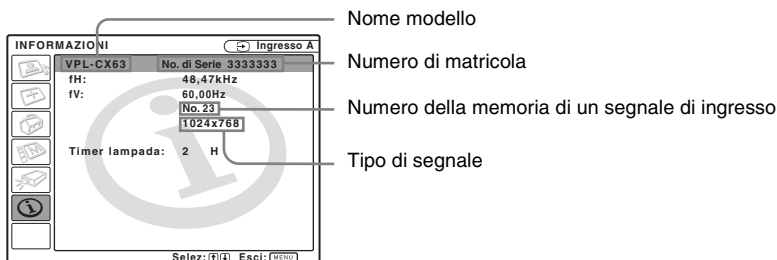 Nome modello
INFORMAZIONI
Ingresso A
VPL-CX63 No. di Serie 3333333
Numero di matricola
fH: 48,47kHz
fV: 60,00Hz
No. 23
Numero della memoria di un segnale di ingresso
1024x768
Timer lampada: 2 H
Tipo di segnale
Selez: Esci: MENU